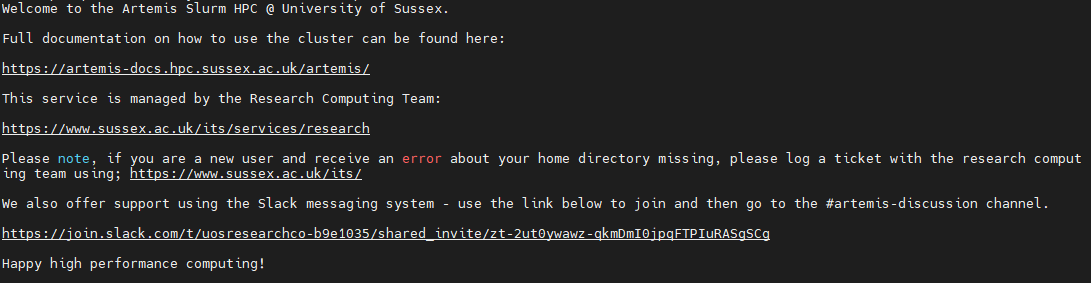 Welcome to the Artemis Slurm HPC @ University of Sussex.
Full documentation on how to use the cluster can be found here:
https://artemis-docs.hpc.sussex.ac.uk/artemis/
This service is managed by the Research Computing Team:
https://www.sussex.ac.uk/its/services/research
Please note, if you are a new user and receive an error about your home directory missing, please log a ticket with the research comput
ing team using; https://www.sussex.ac.uk/its/
We also offer support using the Slack messaging system - use the link below to join and then go to the #artemis-discussion channel.
https://join.slack.com/t/uosresearchco-b9e1035/shared_invite/zt-2ut0ywawz-qkmDmI0jpqFTPIuRASgSCg
Happy high performance computing!